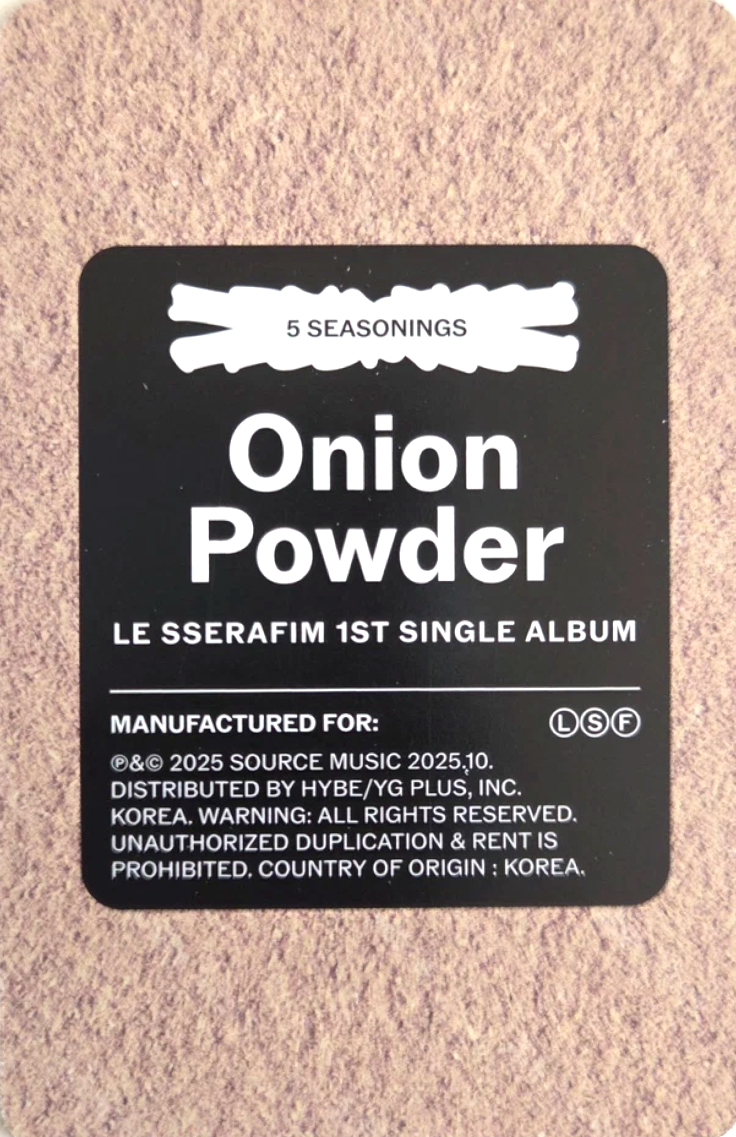 5 SEASONINGS
Onion
Powder
LE SSERAFIM 1ST SINGLE ALBUM
MANUFACTURED FOR: ⓁⓈⒻ
℗&© 2025 SOURCE MUSIC 2025.10.
DISTRIBUTED BY HYBE/YG PLUS, INC.
KOREA. WARNING: ALL RIGHTS RESERVED.
UNAUTHORIZED DUPLICATION & RENT IS
PROHIBITED. COUNTRY OF ORIGIN : KOREA.